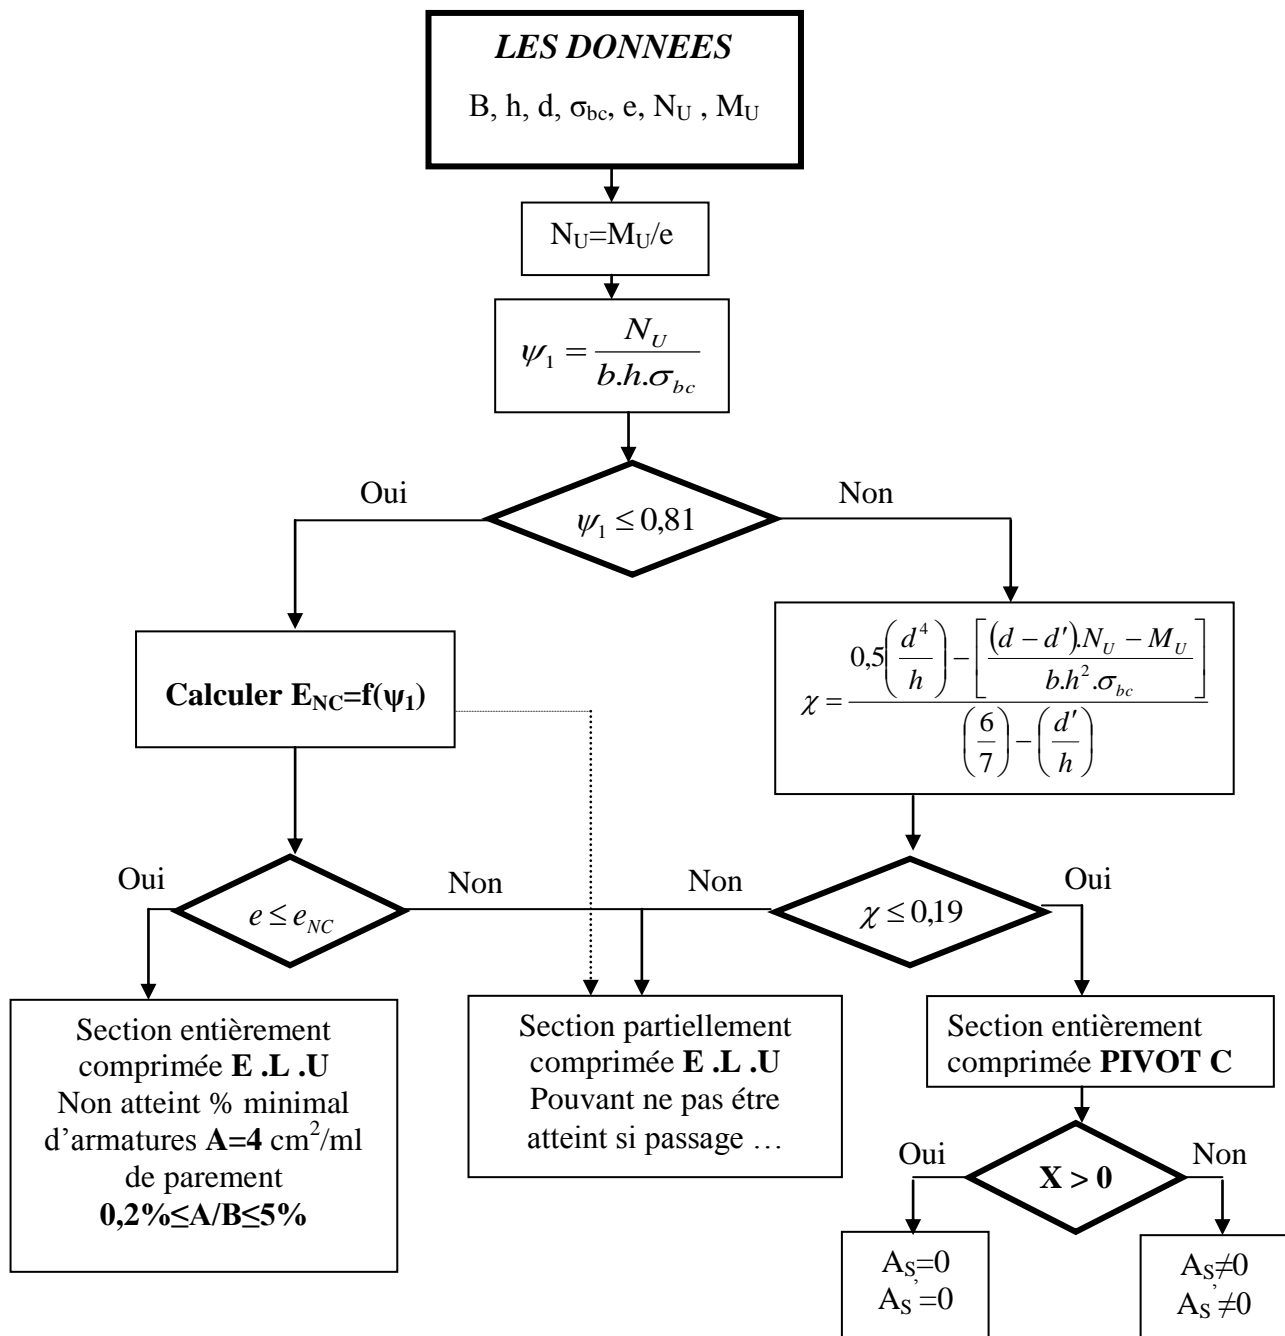 LES DONNEES
B, h, d, σbc, e, NU , MU
NU=MU/e
ψ1 = NU / b.h.σbc
Oui
Non
ψ1 ≤ 0,81
Calculer ENC=f(ψ1)
χ = (0,5(d^4/h) − [((d − d′).NU − MU) / (b.h^2.σbc)]) / ((6/7) − (d′/h))
Oui
Non
Non
Oui
e ≤ eNC
χ ≤ 0,19
Section entièrement
comprimée E .L .U
Non atteint % minimal
d’armatures A=4 cm²/ml
de parement
0,2%≤A/B≤5%
Section partiellement
comprimée E .L .U
Pouvant ne pas étre
atteint si passage …
Section entièrement
comprimée PIVOT C
Oui
Non
X > 0
AS=0
AS’=0
AS≠0
AS’≠0